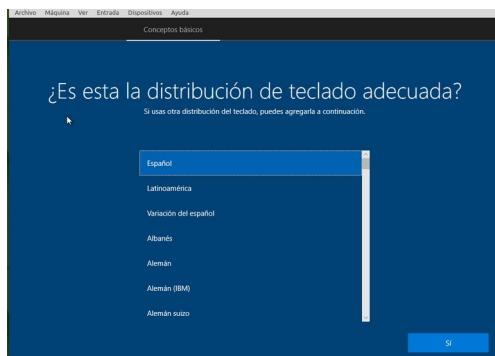 Archivo Máquina Ver Entrada Dispositivos Ayuda
Conceptos básicos
¿Es esta la distribución de teclado adecuada?
Si usas otra distribución del teclado, puedes agregarla a continuación.
Español
Latinoamérica
Variación del español
Albanés
Alemán
Alemán (IBM)
Alemán suizo
Sí